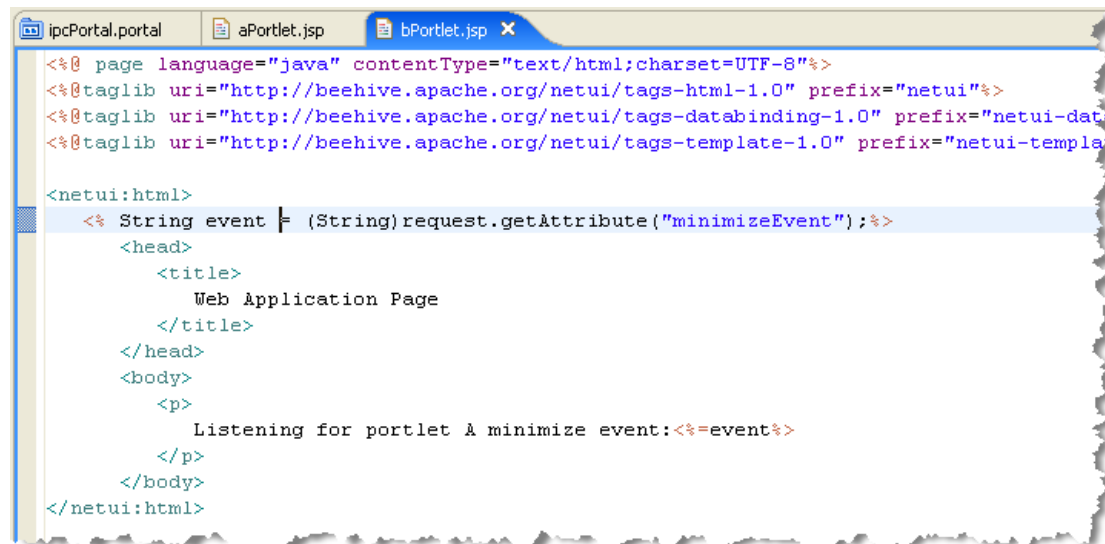 ipcPortal.portal aPortlet.jsp bPortlet.jsp
<%@ page language="java" contentType="text/html;charset=UTF-8"%>
<%@taglib uri="http://beehive.apache.org/netui/tags-html-1.0" prefix="netui"%>
<%@taglib uri="http://beehive.apache.org/netui/tags-databinding-1.0" prefix="netui-dat
<%@taglib uri="http://beehive.apache.org/netui/tags-template-1.0" prefix="netui-templa
<netui:html>
<% String event = (String)request.getAttribute("minimizeEvent");%>
<head>
<title>
Web Application Page
</title>
</head>
<body>
<p>
Listening for portlet A minimize event:<%=event%>
</p>
</body>
</netui:html>